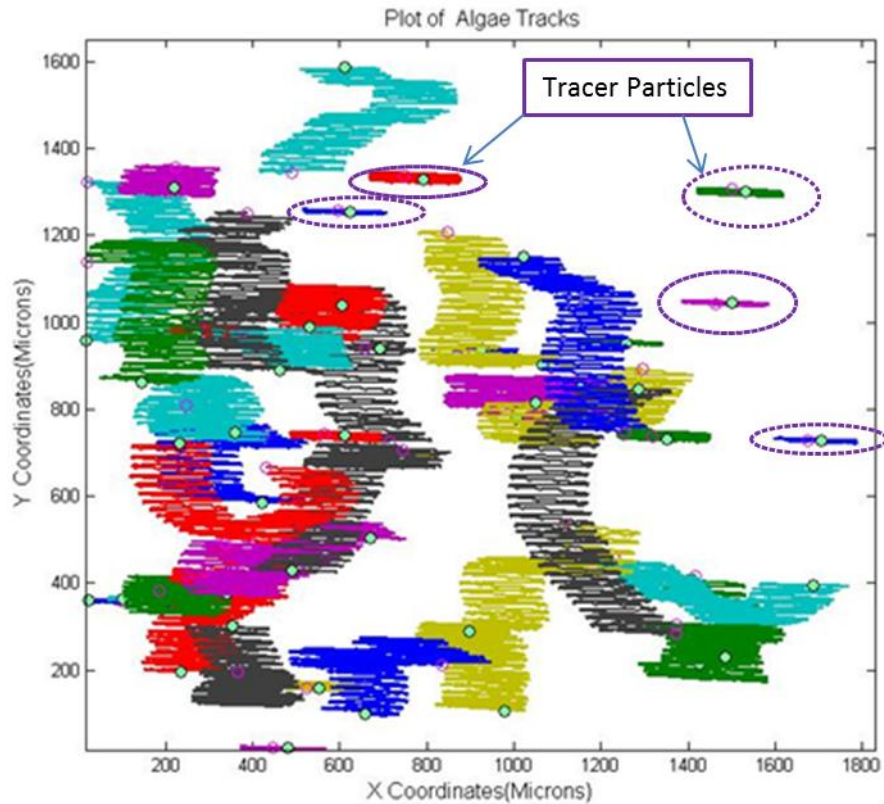 Plot of Algae Tracks
Tracer Particles
1600
1400
1200
1000
800
600
400
200
Y Coordinates(Microns)
200 400 600 800 1000 1200 1400 1600 1800
X Coordinates(Microns)